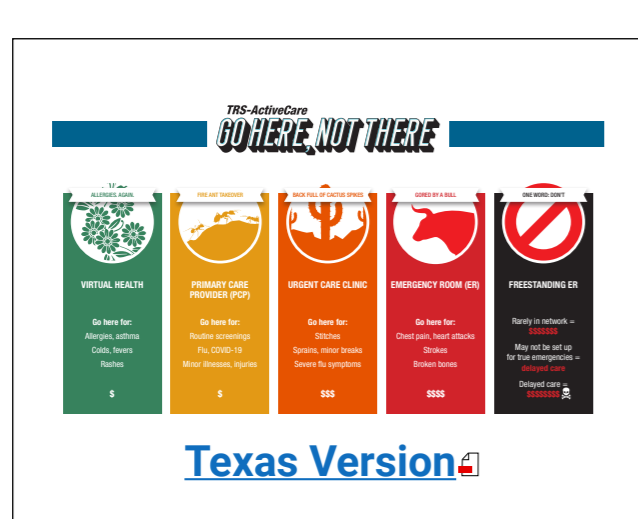 TRS-ActiveCare
GO HERE, NOT THERE
ALLERGIES, AGAIN.
VIRTUAL HEALTH
Go here for:
Allergies, asthma
Colds, fevers
Rashes
$
FIRE ANT TAKEOVER
PRIMARY CARE
PROVIDER (PCP)
Go here for:
Routine screenings
Flu, COVID-19
Minor illnesses, injuries
$
BACK FULL OF CACTUS SPIKES
URGENT CARE CLINIC
Go here for:
Stitches
Sprains, minor breaks
Severe flu symptoms
$$$
GORED BY A BULL
EMERGENCY ROOM (ER)
Go here for:
Chest pain, heart attacks
Strokes
Broken bones
$$$$
ONE WORD: DON'T
FREESTANDING ER
Rarely in network =
$$$$$$$
May not be set up
for true emergencies =
delayed care
Delayed care =
$$$$$$$$
Texas Version